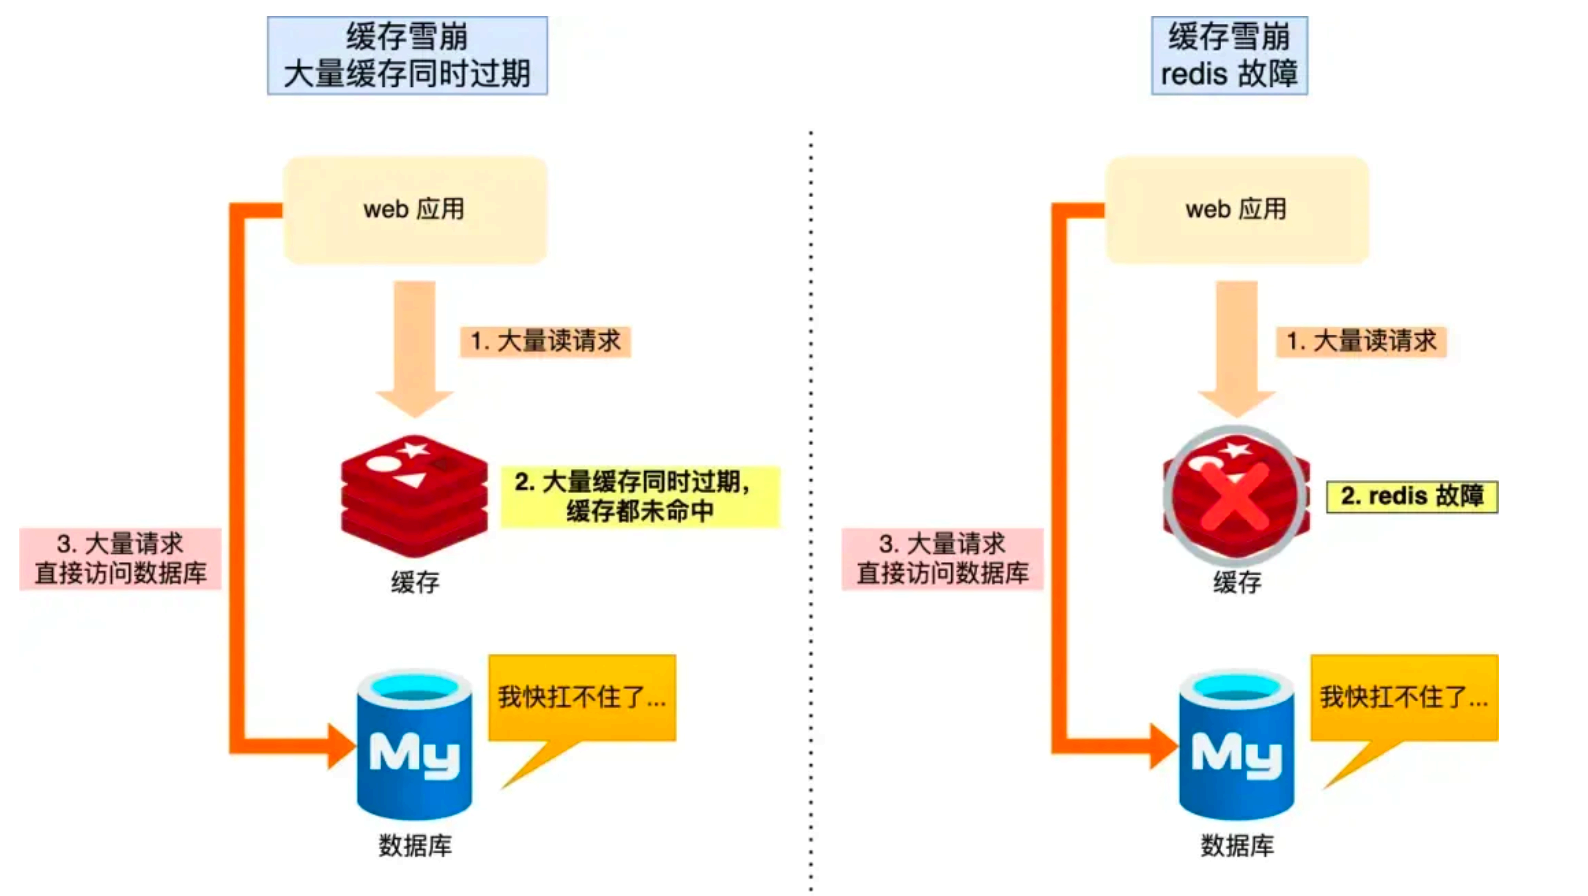 缓存雪崩
大量缓存同时过期
web 应用
1. 大量读请求
2. 大量缓存同时过期，
缓存都未命中
缓存
3. 大量请求
直接访问数据库
我快扛不住了...
My
数据库
缓存雪崩
redis 故障
web 应用
1. 大量读请求
2. redis 故障
缓存
3. 大量请求
直接访问数据库
我快扛不住了...
My
数据库